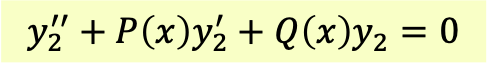 y₂′′ + P(x)y₂′ + Q(x)y₂ = 0